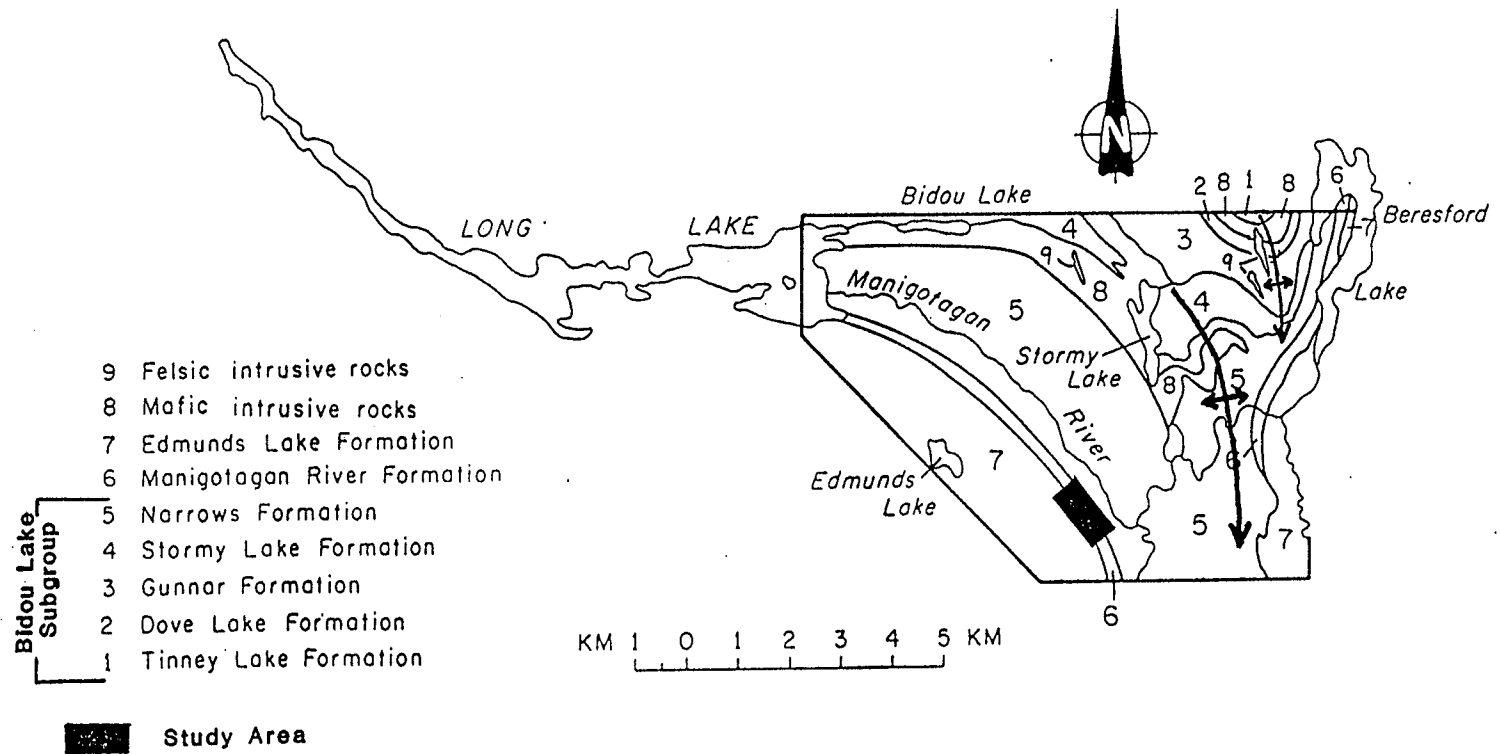 N
Bidou Lake
2 8 1 8
6
Beresford
LONG LAKE
4
3
7
9
9
8
Manigotagan
5
4
Lake
Stormy
Lake
8
5
River
6
7
Edmunds
Lake
5
7
6
9 Felsic intrusive rocks
8 Mafic intrusive rocks
7 Edmunds Lake Formation
6 Manigotagan River Formation
5 Narrows Formation
4 Stormy Lake Formation
3 Gunnar Formation
2 Dove Lake Formation
1 Tinney Lake Formation
Bidou Lake
Subgroup
KM 1 0 1 2 3 4 5 KM
Study Area